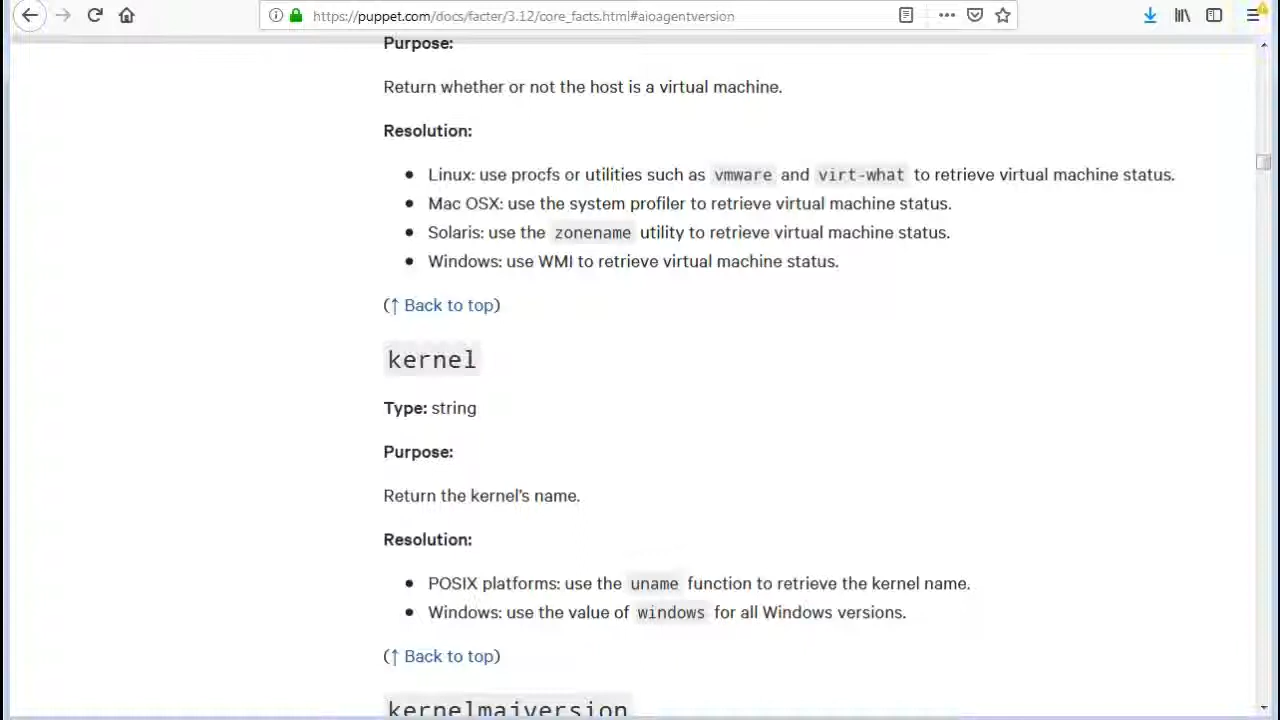 https://puppet.com/docs/facter/3.12/core_facts.html#aioagentversion
Purpose:
Return whether or not the host is a virtual machine.
Resolution:
Linux: use procfs or utilities such as vmware and virt-what to retrieve virtual machine status.
Mac OSX: use the system profiler to retrieve virtual machine status.
Solaris: use the zonename utility to retrieve virtual machine status.
Windows: use WMI to retrieve virtual machine status.
(↑ Back to top)
kernel
Type: string
Purpose:
Return the kernel's name.
Resolution:
POSIX platforms: use the uname function to retrieve the kernel name.
Windows: use the value of windows for all Windows versions.
(↑ Back to top)
kernelmajversion